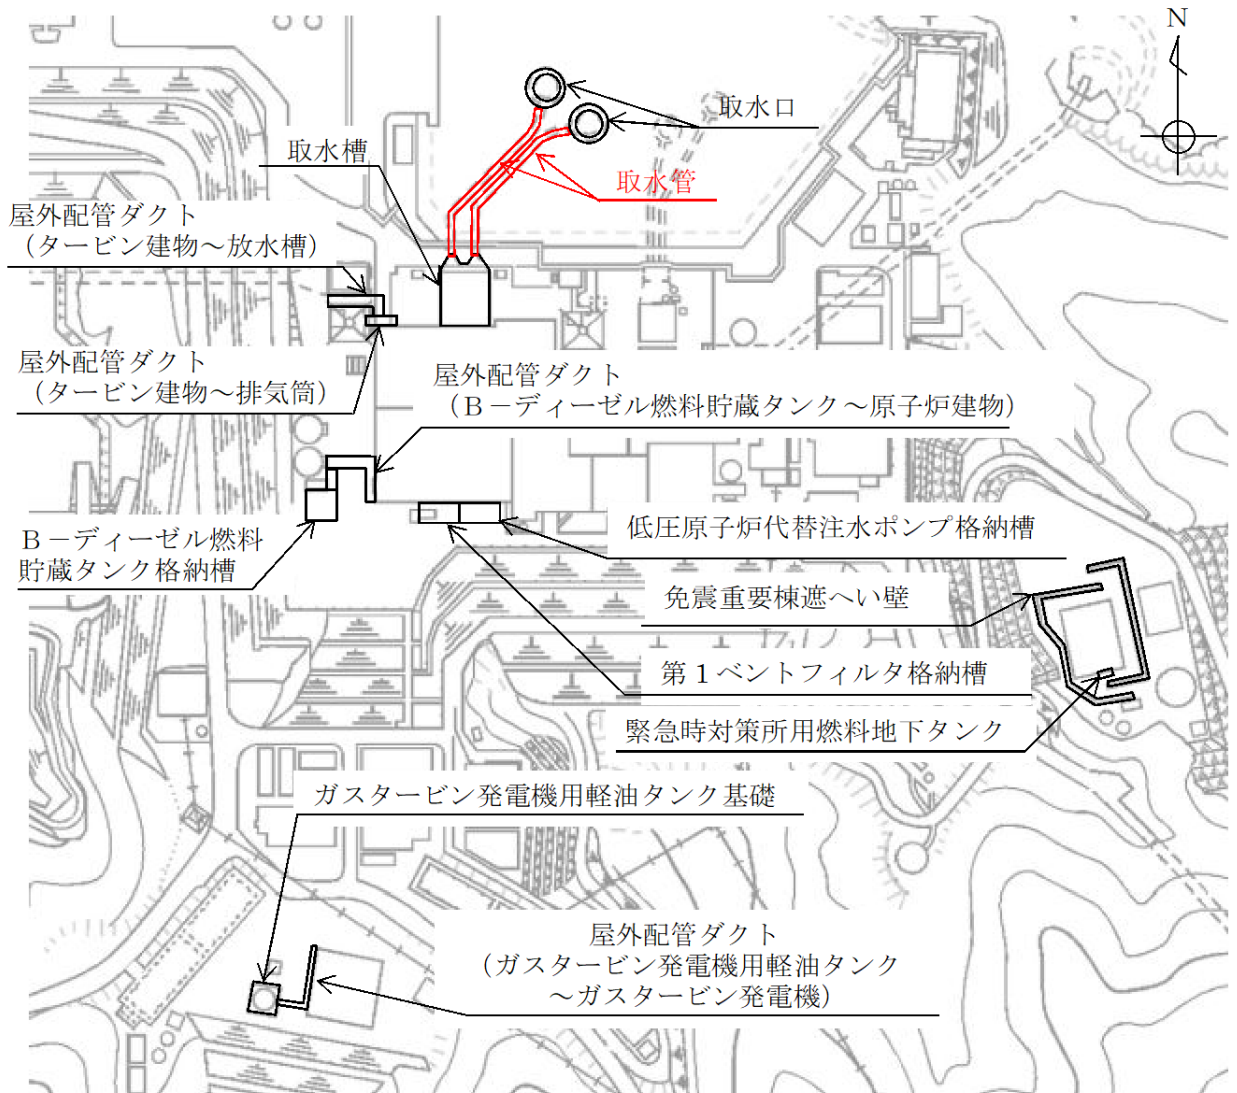 N
取水口
取水槽
取水管
屋外配管ダクト
（タービン建物～放水槽）
屋外配管ダクト
（タービン建物～排気筒）
屋外配管ダクト
（Ｂ－ディーゼル燃料貯蔵タンク～原子炉建物）
低圧原子炉代替注水ポンプ格納槽
Ｂ－ディーゼル燃料
貯蔵タンク格納槽
免震重要棟遮へい壁
第１ベントフィルタ格納槽
緊急時対策所用燃料地下タンク
ガスタービン発電機用軽油タンク基礎
屋外配管ダクト
（ガスタービン発電機用軽油タンク
～ガスタービン発電機）